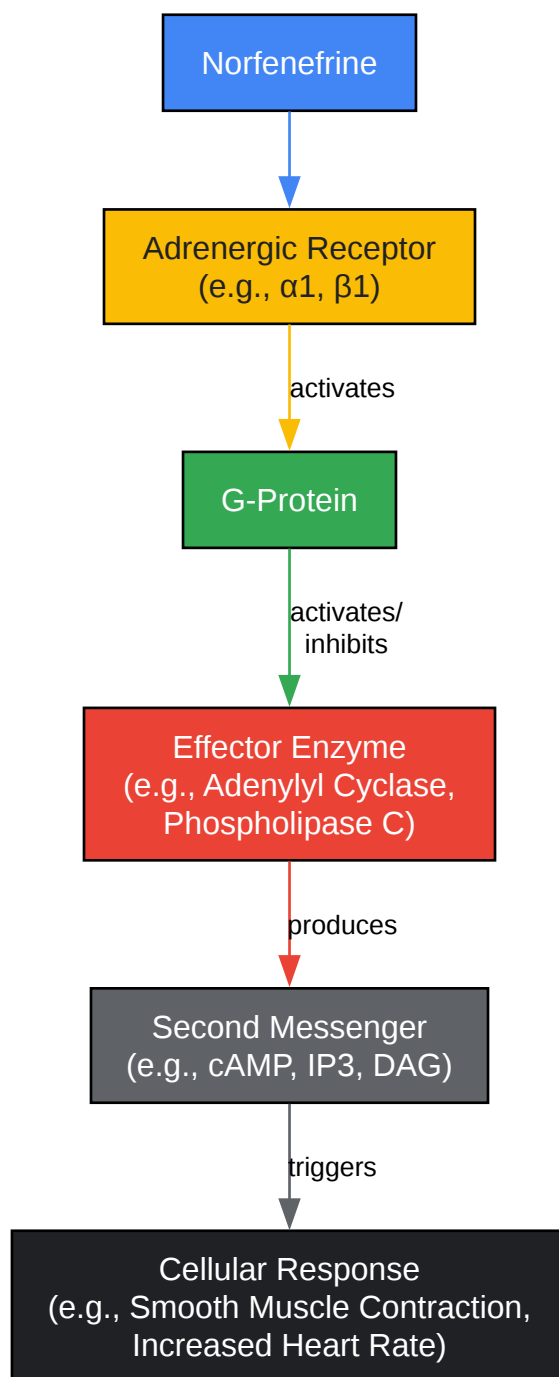 Norfenefrine
Adrenergic Receptor
(e.g., α1, β1)
activates
G-Protein
activates/
inhibits
Effector Enzyme
(e.g., Adenylyl Cyclase,
Phospholipase C)
produces
Second Messenger
(e.g., cAMP, IP3, DAG)
triggers
Cellular Response
(e.g., Smooth Muscle Contraction,
Increased Heart Rate)